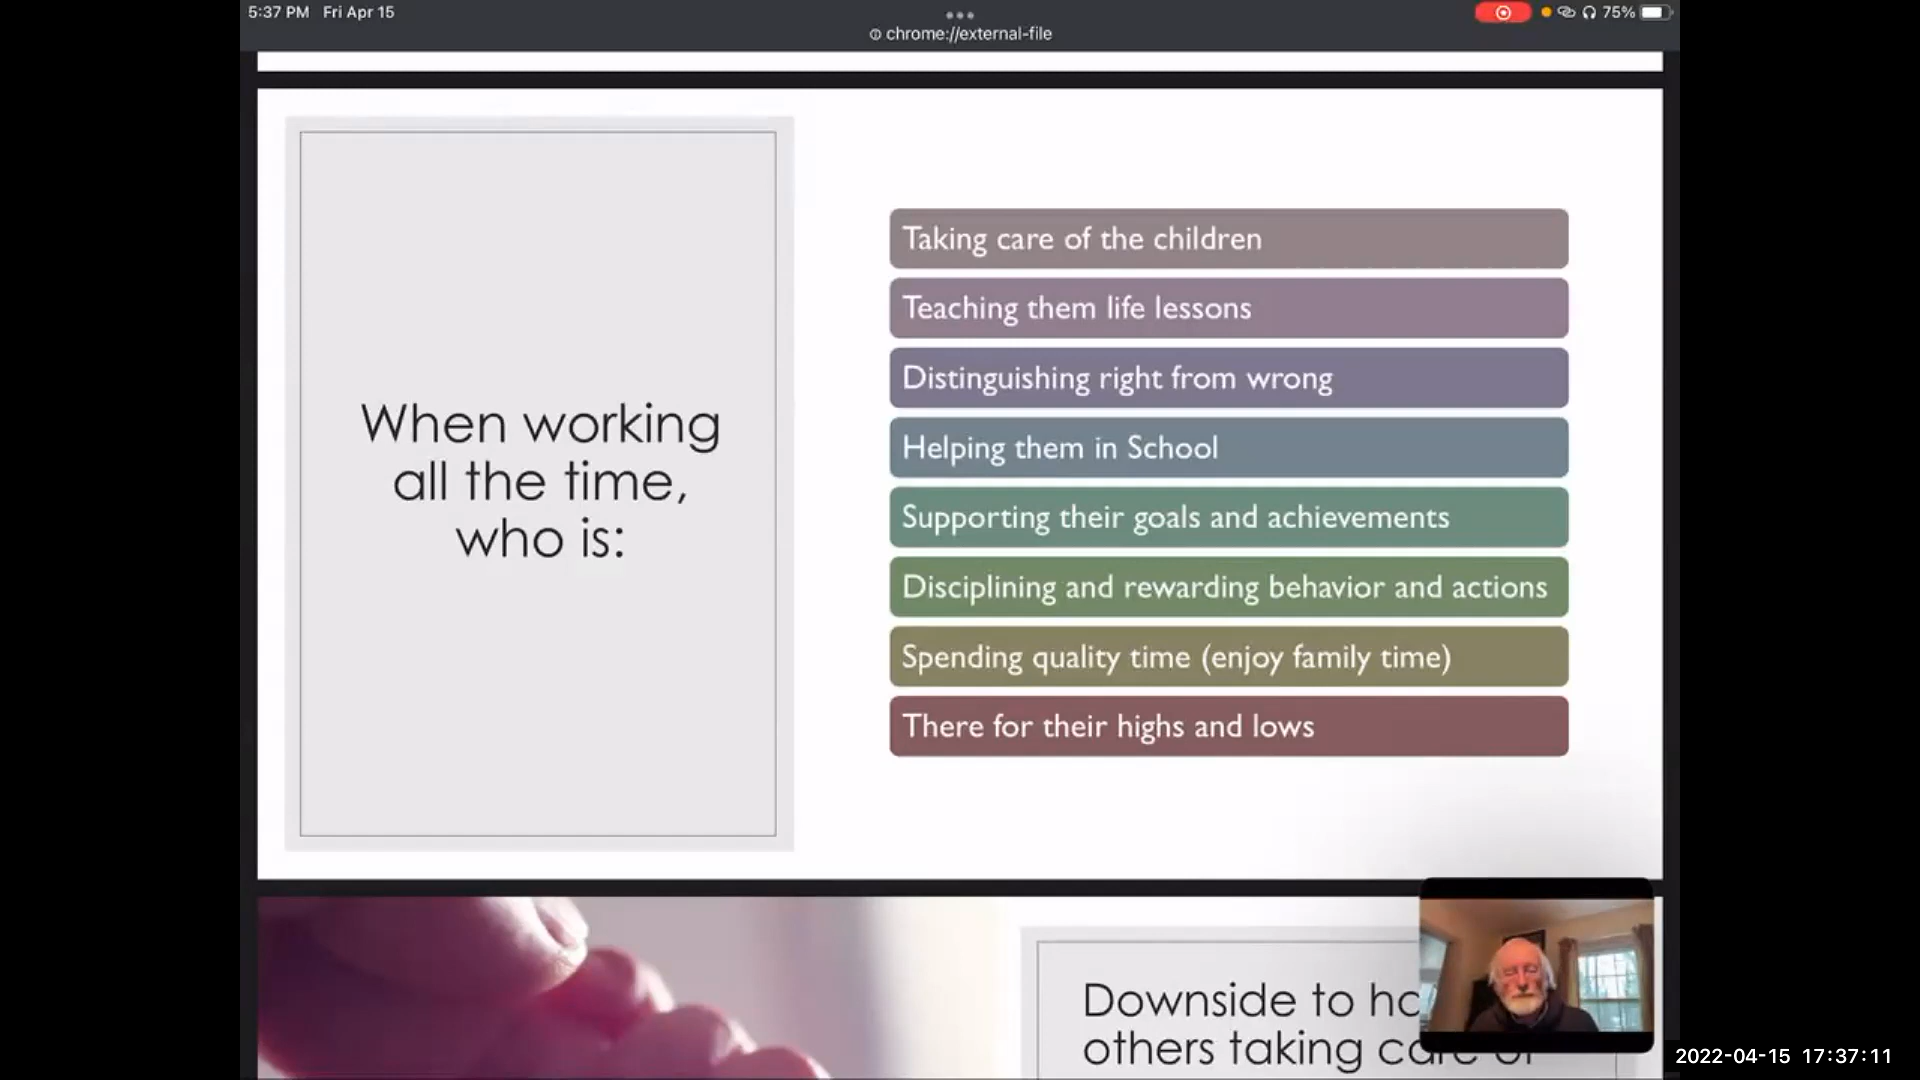 5:37 PM Fri Apr 15
75%
chrome://external-file
When working
all the time,
who is:
Taking care of the children
Teaching them life lessons
Distinguishing right from wrong
Helping them in School
Supporting their goals and achievements
Disciplining and rewarding behavior and actions
Spending quality time (enjoy family time)
There for their highs and lows
Downside to
others taking care of
2022-04-15 17:37:11